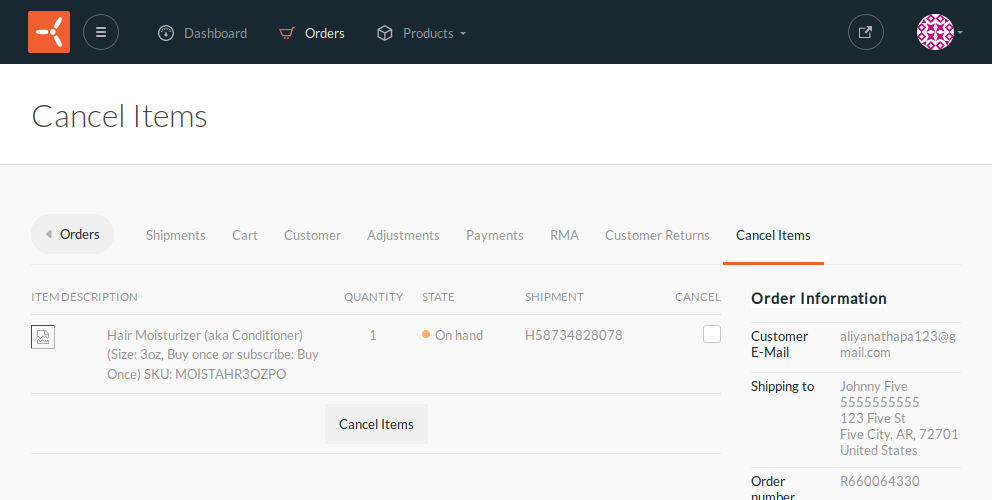 Dashboard
Orders
Products
Cancel Items
Orders
Shipments
Cart
Customer
Adjustments
Payments
RMA
Customer Returns
Cancel Items
ITEM DESCRIPTION QUANTITY STATE SHIPMENT CANCEL
Hair Moisturizer (aka Conditioner) 1 On hand H58734828078
(Size: 3oz, Buy once or subscribe: Buy
Once) SKU: MOISTAHR3OZPO
Cancel Items
Order Information
Customer aliyanathapa123@g
E-Mail mail.com
Shipping to Johnny Five
5555555555
123 Five St
Five City, AR, 72701
United States
Order R660064330
number